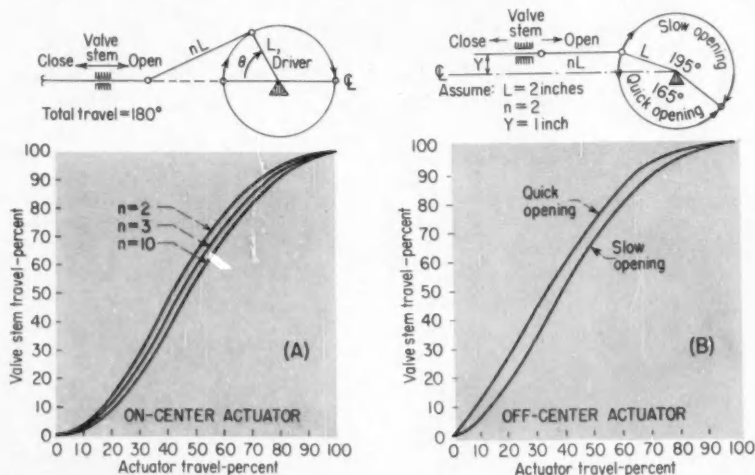 Close
Valve stem
Open
nL
θ
L,
Driver
℄
Total travel=180°
Valve stem travel-percent
100
90
80
70
60
50
40
30
20
10
0
n=2
n=3
n=10
(A)
ON-CENTER ACTUATOR
0 10 20 30 40 50 60 70 80 90 100
Actuator travel-percent
Close
Valve stem
Open
Y
nL
L
℄
Slow opening
195°
165°
Quick opening
Assume: L=2 inches
n=2
Y=1 inch
Valve stem travel-percent
100
90
80
70
60
50
40
30
20
10
0
Quick opening
Slow opening
(B)
OFF-CENTER ACTUATOR
0 10 20 30 40 50 60 70 80 90 100
Actuator travel-percent